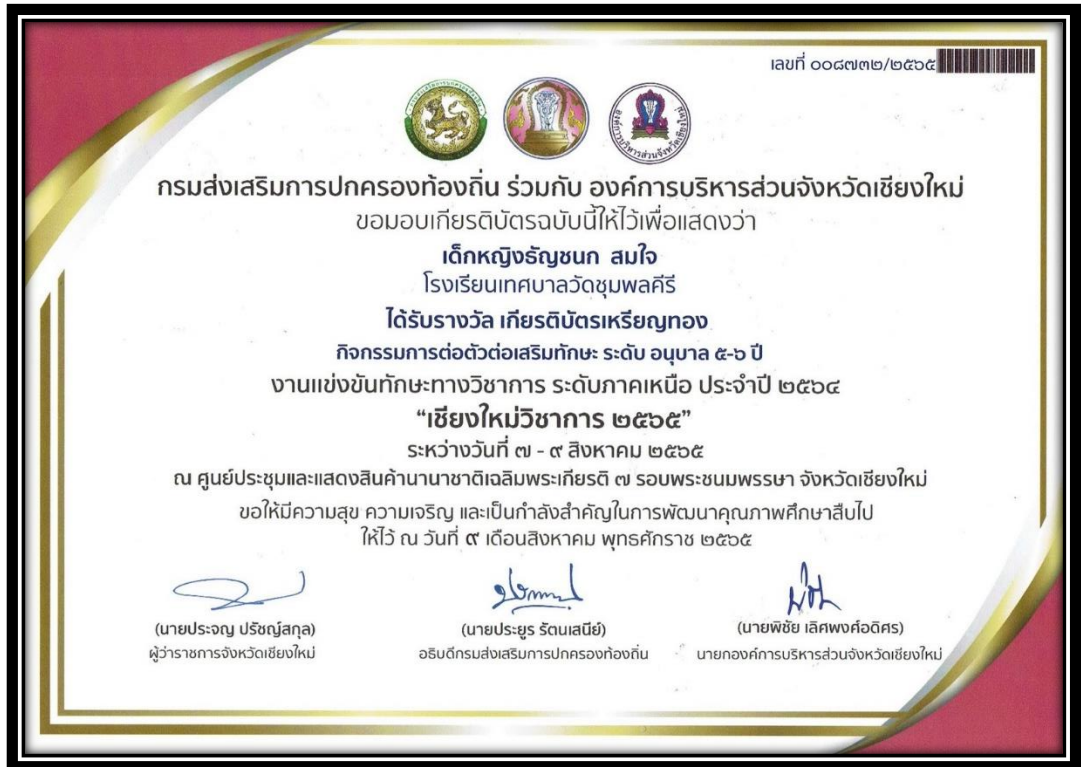 เลขที่ ๐๐๘๗๓๒/๒๕๖๕
องค์การบริหารส่วนจังหวัดเชียงใหม่
กรมส่งเสริมการปกครองท้องถิ่น ร่วมกับ องค์การบริหารส่วนจังหวัดเชียงใหม่
ขอมอบเกียรติบัตรฉบับนี้ให้ไว้เพื่อแสดงว่า
เด็กหญิงธัญชนก สมใจ
โรงเรียนเทศบาลวัดชุมพลคีรี
ได้รับรางวัล เกียรติบัตรเหรียญทอง
กิจกรรมการต่อตัวต่อเสริมทักษะ ระดับ อนุบาล ๕-๖ ปี
งานแข่งขันทักษะทางวิชาการ ระดับภาคเหนือ ประจำปี ๒๕๖๔
“เชียงใหม่วิชาการ ๒๕๖๕”
ระหว่างวันที่ ๗ - ๙ สิงหาคม ๒๕๖๕
ณ ศูนย์ประชุมและแสดงสินค้านานาชาติเฉลิมพระเกียรติ ๗ รอบพระชนมพรรษา จังหวัดเชียงใหม่
ขอให้มีความสุข ความเจริญ และเป็นกำลังสำคัญในการพัฒนาคุณภาพศึกษาสืบไป
ให้ไว้ ณ วันที่ ๙ เดือนสิงหาคม พุทธศักราช ๒๕๖๕
(นายประจญ ปรัชญ์สกุล)
ผู้ว่าราชการจังหวัดเชียงใหม่
(นายประยูร รัตนเสนีย์)
อธิบดีกรมส่งเสริมการปกครองท้องถิ่น
(นายพิชัย เลิศพงศ์อดิศร)
นายกองค์การบริหารส่วนจังหวัดเชียงใหม่